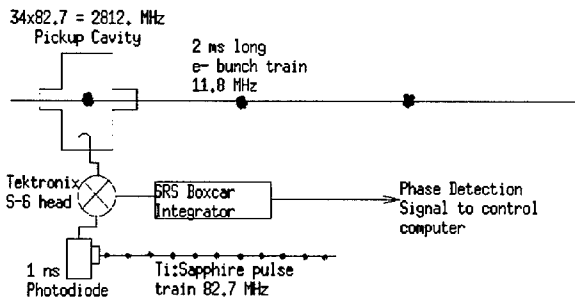 34x82.7 = 2812. MHz
Pickup Cavity
2 ms long
e- bunch train
11.8 MHz
Tektronix
S-6 head
SRS Boxcar
Integrator
Phase Detection
Signal to control
computer
1 ns
Photodiode
Ti:Sapphire pulse
train 82.7 MHz